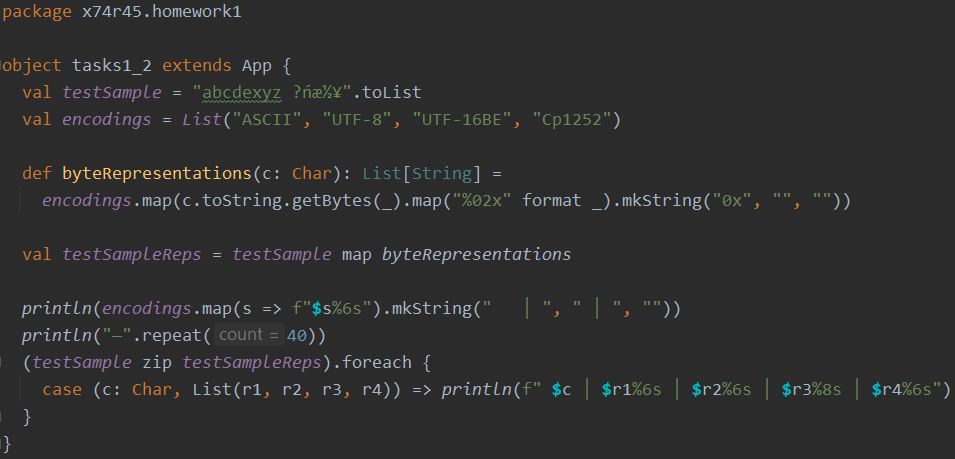 package x74r45.homework1
object tasks1_2 extends App {
val testSample = "abcdexyz ?ńæ¼¥".toList
val encodings = List("ASCII", "UTF-8", "UTF-16BE", "Cp1252")
def byteRepresentations(c: Char): List[String] =
encodings.map(c.toString.getBytes(_).map("%02x" format _).mkString("0x", "", ""))
val testSampleReps = testSample map byteRepresentations
println(encodings.map(s => f"$s%6s").mkString("   | ", " | ", ""))
println("—".repeat( count = 40))
(testSample zip testSampleReps).foreach {
case (c: Char, List(r1, r2, r3, r4)) => println(f" $c | $r1%6s | $r2%6s | $r3%8s | $r4%6s")
}
}